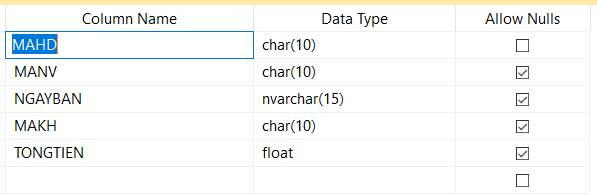 Column Name Data Type Allow Nulls
MAHD char(10)
MANV char(10)
NGAYBAN nvarchar(15)
MAKH char(10)
TONGTIEN float